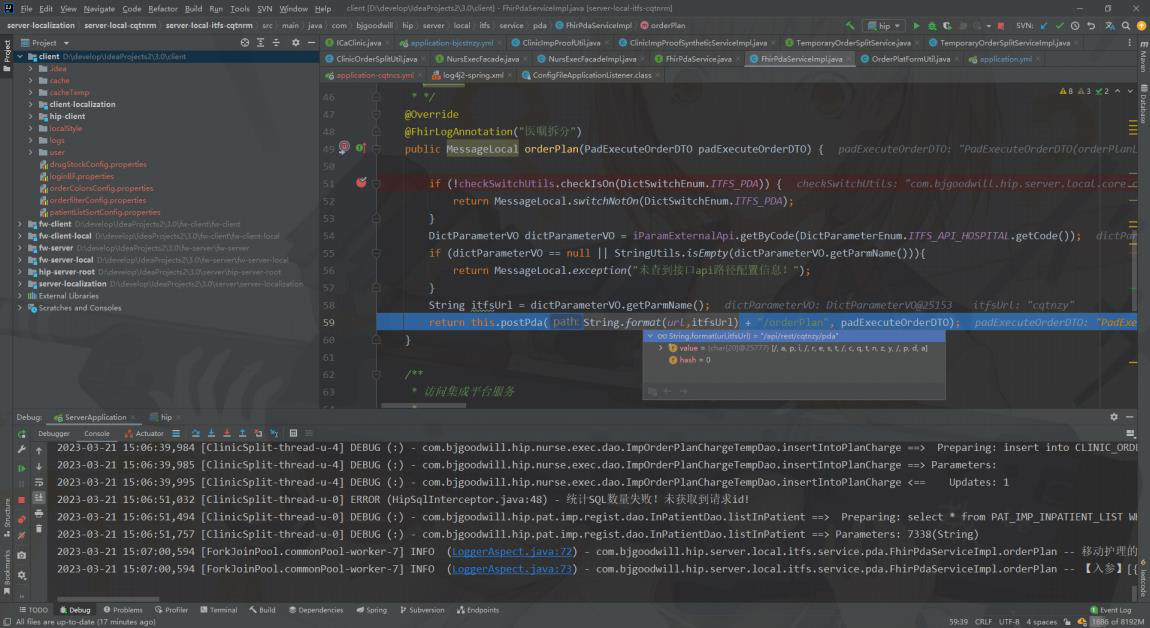 File Edit View Navigate Code Refactor Build Run Tools SVN Window Help client [D:\develop\IdeaProjects2\3.0\client] - FhirPdaServiceImpl.java [server-local-itfs-cqtnrm]
server-localization server-local-cqtnrm server-local-itfs-cqtnrm src main java com bjgoodwill hip server local itfs service pda FhirPdaServiceImpl orderPlan hip SVN:
Project
ICaClinic.java application-bjcstnzy.yml ClinicImpProofUtil.java ClinicImpProofSyntheticServiceImpl.java TemporaryOrderSplitService.java TemporaryOrderSplitServiceImpl.java
client D:\develop\IdeaProjects2\3.0\client
ClinicOrderSplitUtil.java NursExecFacade.java NursExecFacadeImpl.java FhirPdaService.java FhirPdaServiceImpl.java OrderPlatFormUtil.java application.yml
.idea
application-cqtncs.yml log4j2-spring.xml ConfigFileApplicationListener.class
cache
cacheTemp
client-localization
hip-client
localStyle
logs
user
drugStockConfig.properties
loginBF.properties
orderColorsConfig.properties
orderfilterConfig.properties
patientListSortConfig.properties
fw-client D:\develop\IdeaProjects2\3.0\fw-client\fw-client
fw-client-local D:\develop\IdeaProjects2\3.0\fw-client\fw-client-local
fw-server D:\develop\IdeaProjects2\3.0\fw-server\fw-server
fw-server-local D:\develop\IdeaProjects2\3.0\fw-server\fw-server-local
hip-server-root D:\develop\IdeaProjects2\3.0\server\hip-server-root
server-localization D:\develop\IdeaProjects2\3.0\server\server-localization
External Libraries
Scratches and Consoles
8 3 2
46 * */
47 @Override
48 @FhirLogAnnotation("医嘱拆分")
49 public MessageLocal orderPlan(PadExecuteOrderDTO padExecuteOrderDTO) { padExecuteOrderDTO: "PadExecuteOrderDTO(orderPlanL
50
51 if (!checkSwitchUtils.checkIsOn(DictSwitchEnum.ITFS_PDA)) { checkSwitchUtils: "com.bjgoodwill.hip.server.local.core.c
52 return MessageLocal.switchNotOn(DictSwitchEnum.ITFS_PDA);
53 }
54 DictParameterVO dictParameterVO = iParamExternalApi.getByCode(DictParameterEnum.ITFS_API_HOSPITAL.getCode()); dictPa
55 if (dictParameterVO == null || StringUtils.isEmpty(dictParameterVO.getParmName())){
56 return MessageLocal.exception("未查到接口api路径配置信息!");
57 }
58 String itfsUrl = dictParameterVO.getParmName(); dictParameterVO: DictParameterVO@25153 itfsUrl: "cqtnzy"
59 return this.postPda( path: String.format(url,itfsUrl) + "/orderPlan", padExecuteOrderDTO); padExecuteOrderDTO: "PadExe
60 }
String.format(url,itfsUrl) = "/api/rest/cqtnzy/pda"
value = {char[20]@25777} [/, a, p, i, /, r, e, s, t, /, c, q, t, n, z, y, /, p, d, a]
hash = 0
61
62 /**
63 * 访问集成平台服务
64 *
Debug: ServerApplication hip
Debugger Console Actuator
2023-03-21 15:06:39,984 [ClinicSplit-thread-u-4] DEBUG (:) - com.bjgoodwill.hip.nurse.exec.dao.ImpOrderPlanChargeTempDao.insertIntoPlanCharge ==> Preparing: insert into CLINIC_ORD
2023-03-21 15:06:39,985 [ClinicSplit-thread-u-4] DEBUG (:) - com.bjgoodwill.hip.nurse.exec.dao.ImpOrderPlanChargeTempDao.insertIntoPlanCharge ==> Parameters:
2023-03-21 15:06:39,995 [ClinicSplit-thread-u-4] DEBUG (:) - com.bjgoodwill.hip.nurse.exec.dao.ImpOrderPlanChargeTempDao.insertIntoPlanCharge <== Updates: 1
2023-03-21 15:06:51,032 [ClinicSplit-thread-u-0] ERROR (HipSqlInterceptor.java:48) - 统计SQL数量失败! 未获取到请求id!
2023-03-21 15:06:51,494 [ClinicSplit-thread-u-0] DEBUG (:) - com.bjgoodwill.hip.pat.imp.regist.dao.InPatientDao.listInPatient ==> Preparing: select * from PAT_IMP_INPATIENT_LIST WH
2023-03-21 15:06:51,757 [ClinicSplit-thread-u-0] DEBUG (:) - com.bjgoodwill.hip.pat.imp.regist.dao.InPatientDao.listInPatient ==> Parameters: 7338(String)
2023-03-21 15:07:00,594 [ForkJoinPool.commonPool-worker-7] INFO (LoggerAspect.java:72) - com.bjgoodwill.hip.server.local.itfs.service.pda.FhirPdaServiceImpl.orderPlan -- 移动护理的
2023-03-21 15:07:00,594 [ForkJoinPool.commonPool-worker-7] INFO (LoggerAspect.java:73) - com.bjgoodwill.hip.server.local.itfs.service.pda.FhirPdaServiceImpl.orderPlan -- 【入参】[{
Project
Structure
Bookmarks
Maven
Database
leetcode
TODO Debug Problems Profiler Terminal Build Dependencies Spring Subversion Endpoints Event Log
All files are up-to-date (17 minutes ago) 59:39 CRLF UTF-8 4 spaces 1686 of 8192M